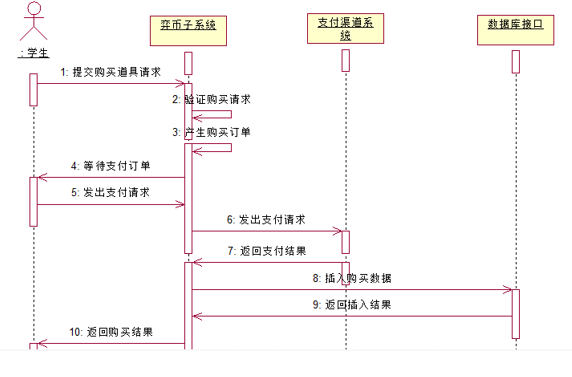 : 学生
弈币子系统
支付渠道系
统
数据库接口
1: 提交购买道具请求
2: 验证购买请求
3: 产生购买订单
4: 等待支付订单
5: 发出支付请求
6: 发出支付请求
7: 返回支付结果
8: 插入购买数据
9: 返回插入结果
10: 返回购买结果